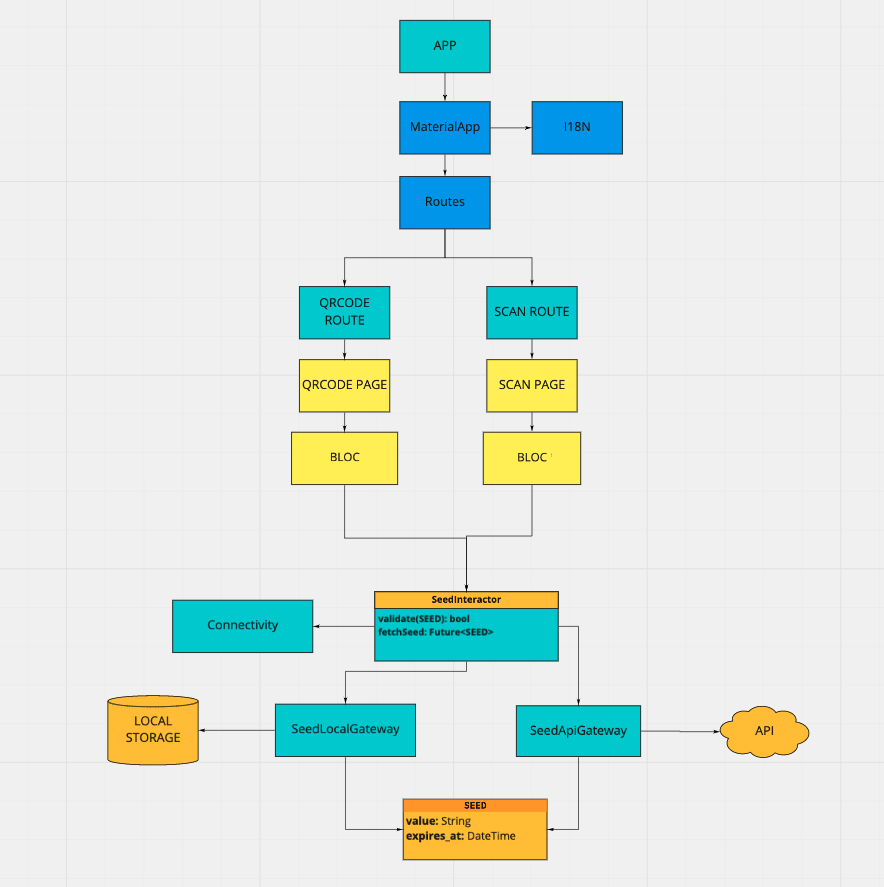 APP
MaterialApp
I18N
Routes
QRCODE
ROUTE
SCAN ROUTE
QRCODE PAGE
SCAN PAGE
BLOC
BLOC
SeedInteractor
validate(SEED): bool
fetchSeed: Future<SEED>
Connectivity
LOCAL
STORAGE
SeedLocalGateway
SeedApiGateway
API
SEED
value: String
expires_at: DateTime